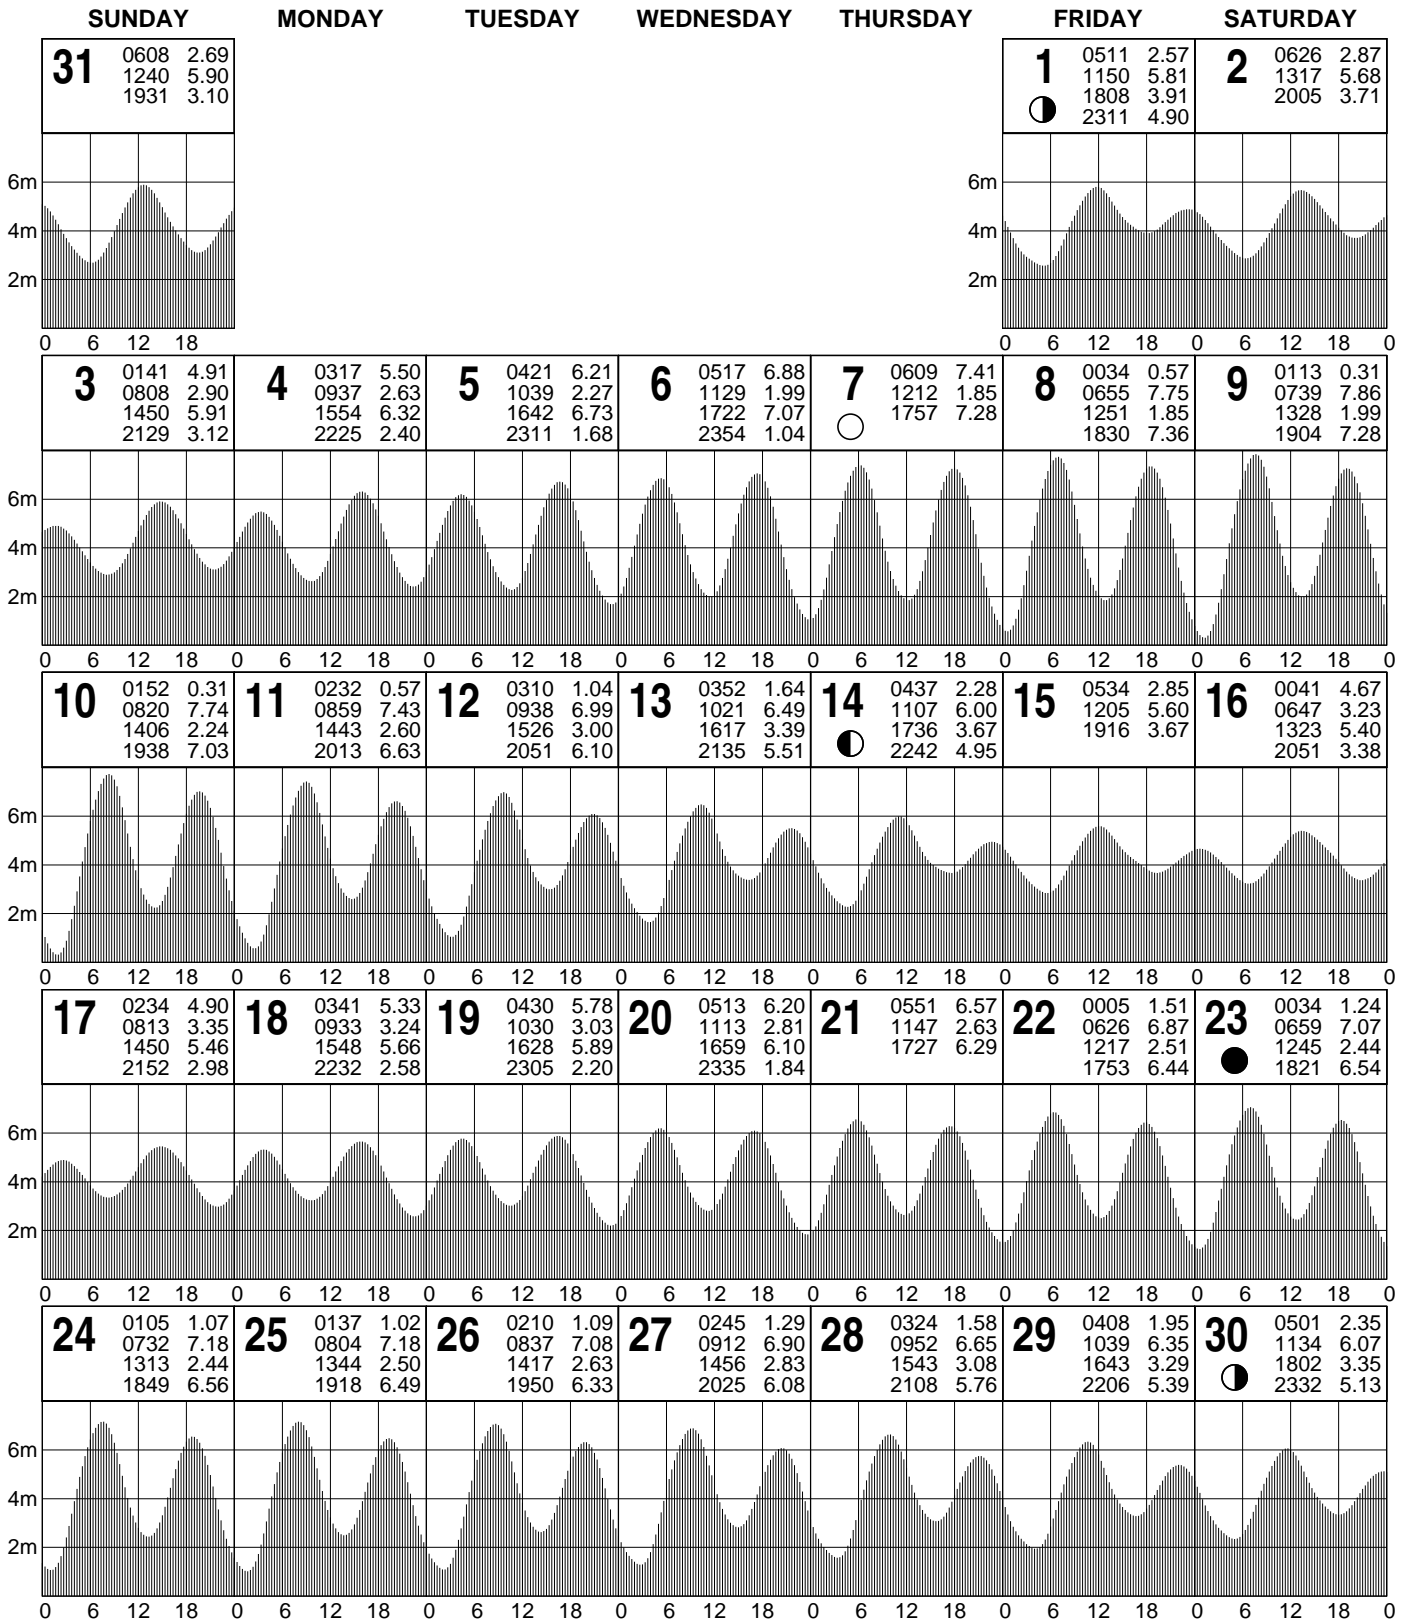 SUNDAY MONDAY TUESDAY WEDNESDAY THURSDAY FRIDAY SATURDAY
31 0608 2.69
1240 5.90
1931 3.10
1 0511 2.57
1150 5.81
1808 3.91
2311 4.90
2 0626 2.87
1317 5.68
2005 3.71
6m 6m
4m 4m
2m 2m
0 6 12 18 0 6 12 18 0 6 12 18 0
3 0141 4.91
0808 2.90
1450 5.91
2129 3.12
4 0317 5.50
0937 2.63
1554 6.32
2225 2.40
5 0421 6.21
1039 2.27
1642 6.73
2311 1.68
6 0517 6.88
1129 1.99
1722 7.07
2354 1.04
7 0609 7.41
1212 1.85
1757 7.28
8 0034 0.57
0655 7.75
1251 1.85
1830 7.36
9 0113 0.31
0739 7.86
1328 1.99
1904 7.28
6m
4m
2m
0 6 12 18 0 6 12 18 0 6 12 18 0 6 12 18 0 6 12 18 0 6 12 18 0 6 12 18 0
10 0152 0.31
0820 7.74
1406 2.24
1938 7.03
11 0232 0.57
0859 7.43
1443 2.60
2013 6.63
12 0310 1.04
0938 6.99
1526 3.00
2051 6.10
13 0352 1.64
1021 6.49
1617 3.39
2135 5.51
14 0437 2.28
1107 6.00
1736 3.67
2242 4.95
15 0534 2.85
1205 5.60
1916 3.67
16 0041 4.67
0647 3.23
1323 5.40
2051 3.38
6m
4m
2m
0 6 12 18 0 6 12 18 0 6 12 18 0 6 12 18 0 6 12 18 0 6 12 18 0 6 12 18 0
17 0234 4.90
0813 3.35
1450 5.46
2152 2.98
18 0341 5.33
0933 3.24
1548 5.66
2232 2.58
19 0430 5.78
1030 3.03
1628 5.89
2305 2.20
20 0513 6.20
1113 2.81
1659 6.10
2335 1.84
21 0551 6.57
1147 2.63
1727 6.29
22 0005 1.51
0626 6.87
1217 2.51
1753 6.44
23 0034 1.24
0659 7.07
1245 2.44
1821 6.54
6m
4m
2m
0 6 12 18 0 6 12 18 0 6 12 18 0 6 12 18 0 6 12 18 0 6 12 18 0 6 12 18 0
24 0105 1.07
0732 7.18
1313 2.44
1849 6.56
25 0137 1.02
0804 7.18
1344 2.50
1918 6.49
26 0210 1.09
0837 7.08
1417 2.63
1950 6.33
27 0245 1.29
0912 6.90
1456 2.83
2025 6.08
28 0324 1.58
0952 6.65
1543 3.08
2108 5.76
29 0408 1.95
1039 6.35
1643 3.29
2206 5.39
30 0501 2.35
1134 6.07
1802 3.35
2332 5.13
6m
4m
2m
0 6 12 18 0 6 12 18 0 6 12 18 0 6 12 18 0 6 12 18 0 6 12 18 0 6 12 18 0